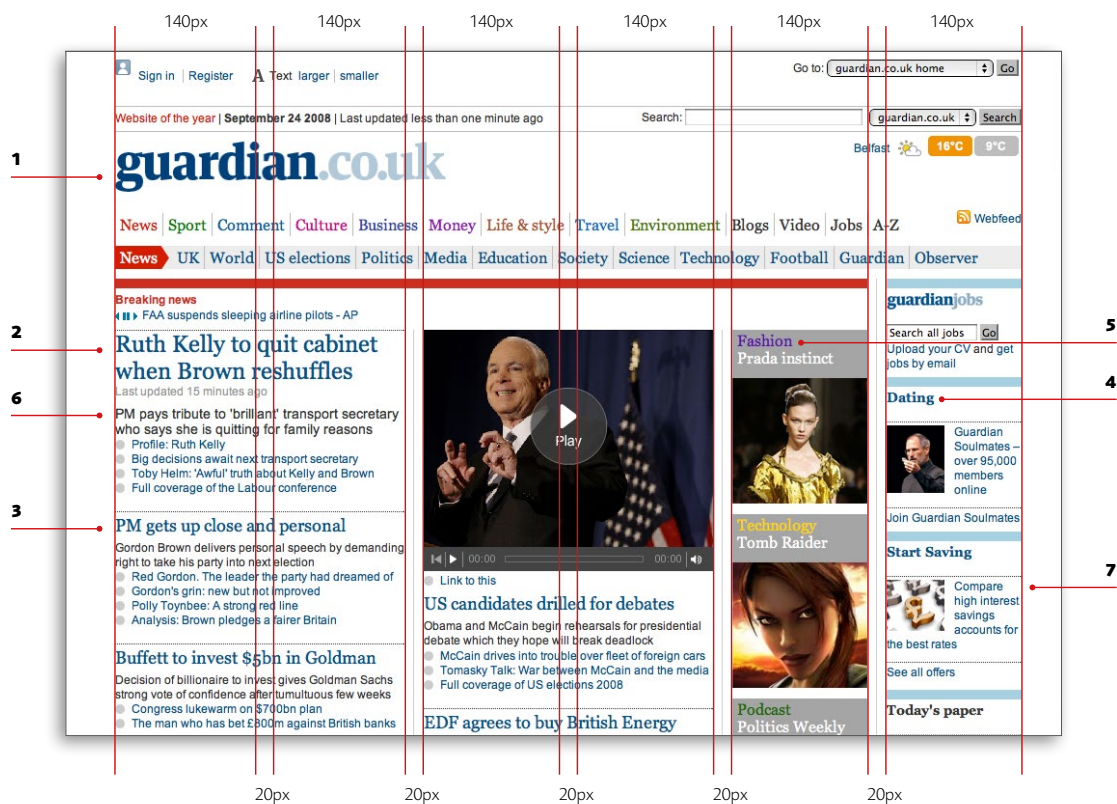 140px 140px 140px 140px 140px 140px
Sign in | Register A Text larger | smaller
Go to: guardian.co.uk home Go
Website of the year | September 24 2008 | Last updated less than one minute ago
Search: guardian.co.uk Search
1
guardian.co.uk
Belfast 16°C 9°C
News Sport Comment Culture Business Money Life & style Travel Environment Blogs Video Jobs A-Z
Webfeed
News UK World US elections Politics Media Education Society Science Technology Football Guardian Observer
Breaking news
FAA suspends sleeping airline pilots - AP
2
Ruth Kelly to quit cabinet
when Brown reshuffles
Last updated 15 minutes ago
6
PM pays tribute to 'brilliant' transport secretary
who says she is quitting for family reasons
Profile: Ruth Kelly
Big decisions await next transport secretary
Toby Helm: 'Awful' truth about Kelly and Brown
Full coverage of the Labour conference
3
PM gets up close and personal
Gordon Brown delivers personal speech by demanding
right to take his party into next election
Red Gordon. The leader the party had dreamed of
Gordon's grin: new but not improved
Polly Toynbee: A strong red line
Analysis: Brown pledges a fairer Britain
Buffett to invest $5bn in Goldman
Decision of billionaire to invest gives Goldman Sachs
strong vote of confidence after tumultuous few weeks
Congress lukewarm on $700bn plan
The man who has bet £800m against British banks
Play
00:00 00:00
Link to this
US candidates drilled for debates
Obama and McCain begin rehearsals for presidential
debate which they hope will break deadlock
McCain drives into trouble over fleet of foreign cars
Tomasky Talk: War between McCain and the media
Full coverage of US elections 2008
EDF agrees to buy British Energy
Fashion
Prada instinct
Technology
Tomb Raider
Podcast
Politics Weekly
guardianjobs
Search all jobs Go
Upload your CV and get
jobs by email
5
Dating
4
Guardian
Soulmates –
over 95,000
members
online
Join Guardian Soulmates
Start Saving
7
Compare
high interest
savings
accounts for
the best rates
See all offers
Today's paper
20px 20px 20px 20px 20px